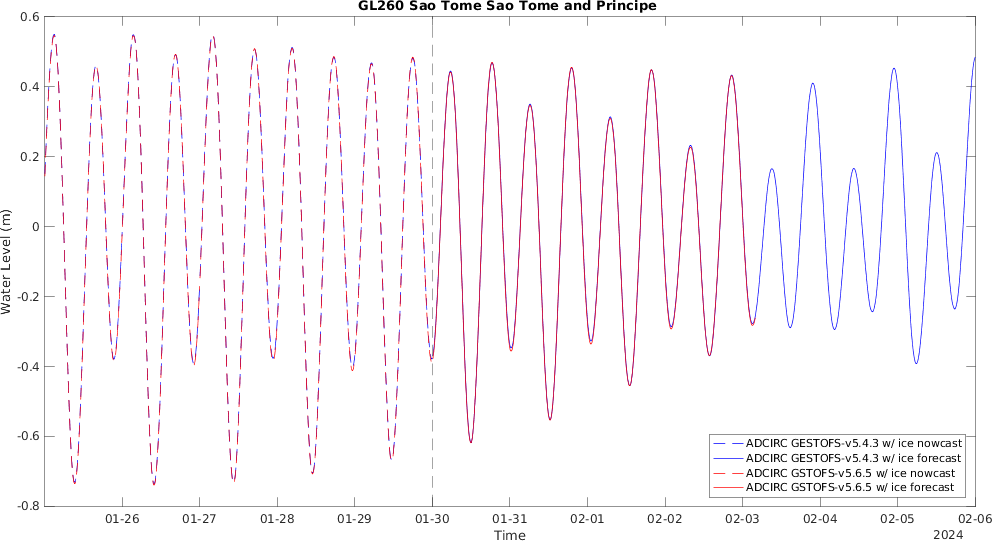 GL260 Sao Tome Sao Tome and Principe
0.6
0.4
0.2
0
-0.2
-0.4
-0.6
-0.8
Water Level (m)
ADCIRC GESTOFS-v5.4.3 w/ ice nowcast
ADCIRC GESTOFS-v5.4.3 w/ ice forecast
ADCIRC GSTOFS-v5.6.5 w/ ice nowcast
ADCIRC GSTOFS-v5.6.5 w/ ice forecast
01-26 01-27 01-28 01-29 01-30 01-31 02-01 02-02 02-03 02-04 02-05 02-06
Time
2024